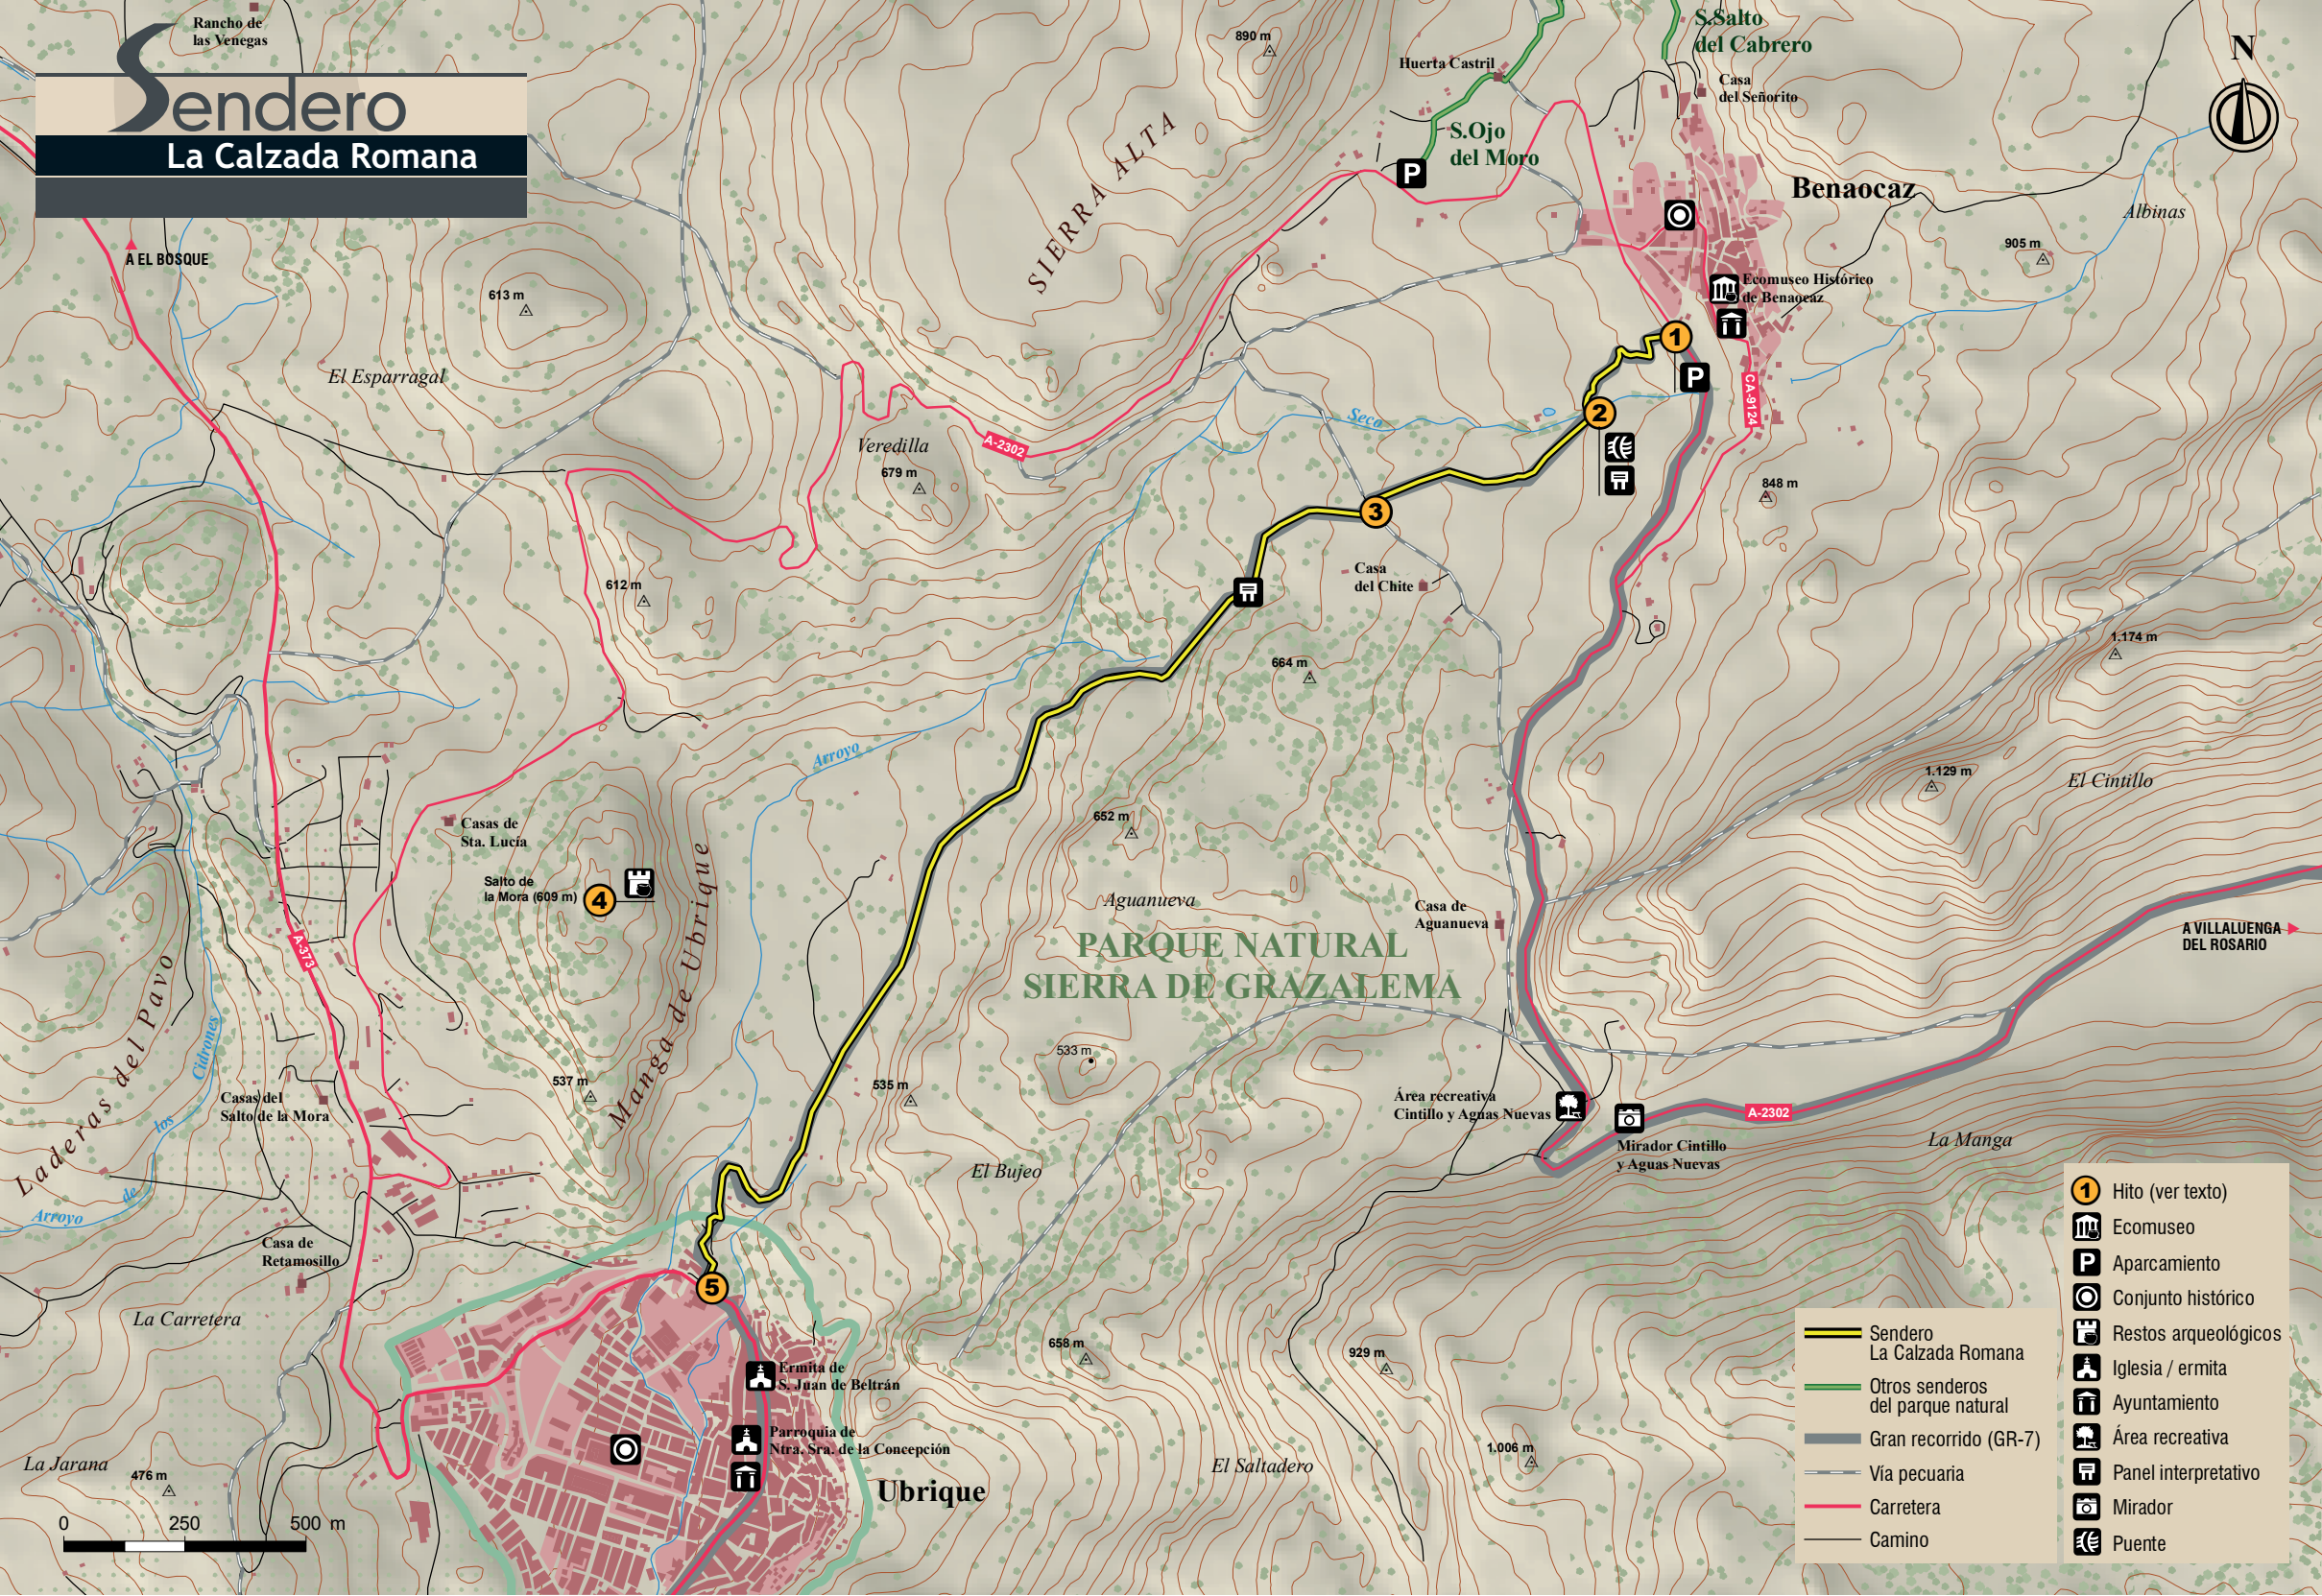 Rancho de
las Venegas
Sendero
La Calzada Romana
A EL BOSQUE
890 m
Huerta Castril
S.Salto
del Cabrero
Casa
del Señorito
N
S.Ojo
del Moro
P
SIERRA ALTA
Benaocaz
Albinas
905 m
613 m
Ecomuseo Histórico
de Benaocaz
El Esparragal
1
P
CA-9124
2
Seco
Veredilla
A-2302
679 m
848 m
3
Casa
del Chite
612 m
1.174 m
664 m
Arroyo
1.129 m
El Cintillo
652 m
Casas de
Sta. Lucía
Salto de
la Mora (609 m)
4
Manga de Ubrique
Aguanueva
Casa de
Aguanueva
PARQUE NATURAL
SIERRA DE GRAZALEMA
A VILLALUENGA
DEL ROSARIO
A-373
Laderas del Pavo
533 m
537 m
535 m
Casas del
Salto de la Mora
Arroyo de los Cidrones
Área recreativa
Cintillo y Aguas Nuevas
A-2302
Mirador Cintillo
y Aguas Nuevas
La Manga
El Bujeo
Casa de
Retamosillo
5
La Carretera
658 m
929 m
Ermita de
S. Juan de Beltrán
Parroquia de
Ntra. Sra. de la Concepción
Ubrique
El Saltadero
1.006 m
La Jarana
476 m
0 250 500 m
Sendero
La Calzada Romana
Otros senderos
del parque natural
Gran recorrido (GR-7)
Vía pecuaria
Carretera
Camino
1 Hito (ver texto)
Ecomuseo
P Aparcamiento
Conjunto histórico
Restos arqueológicos
Iglesia / ermita
Ayuntamiento
Área recreativa
Panel interpretativo
Mirador
Puente